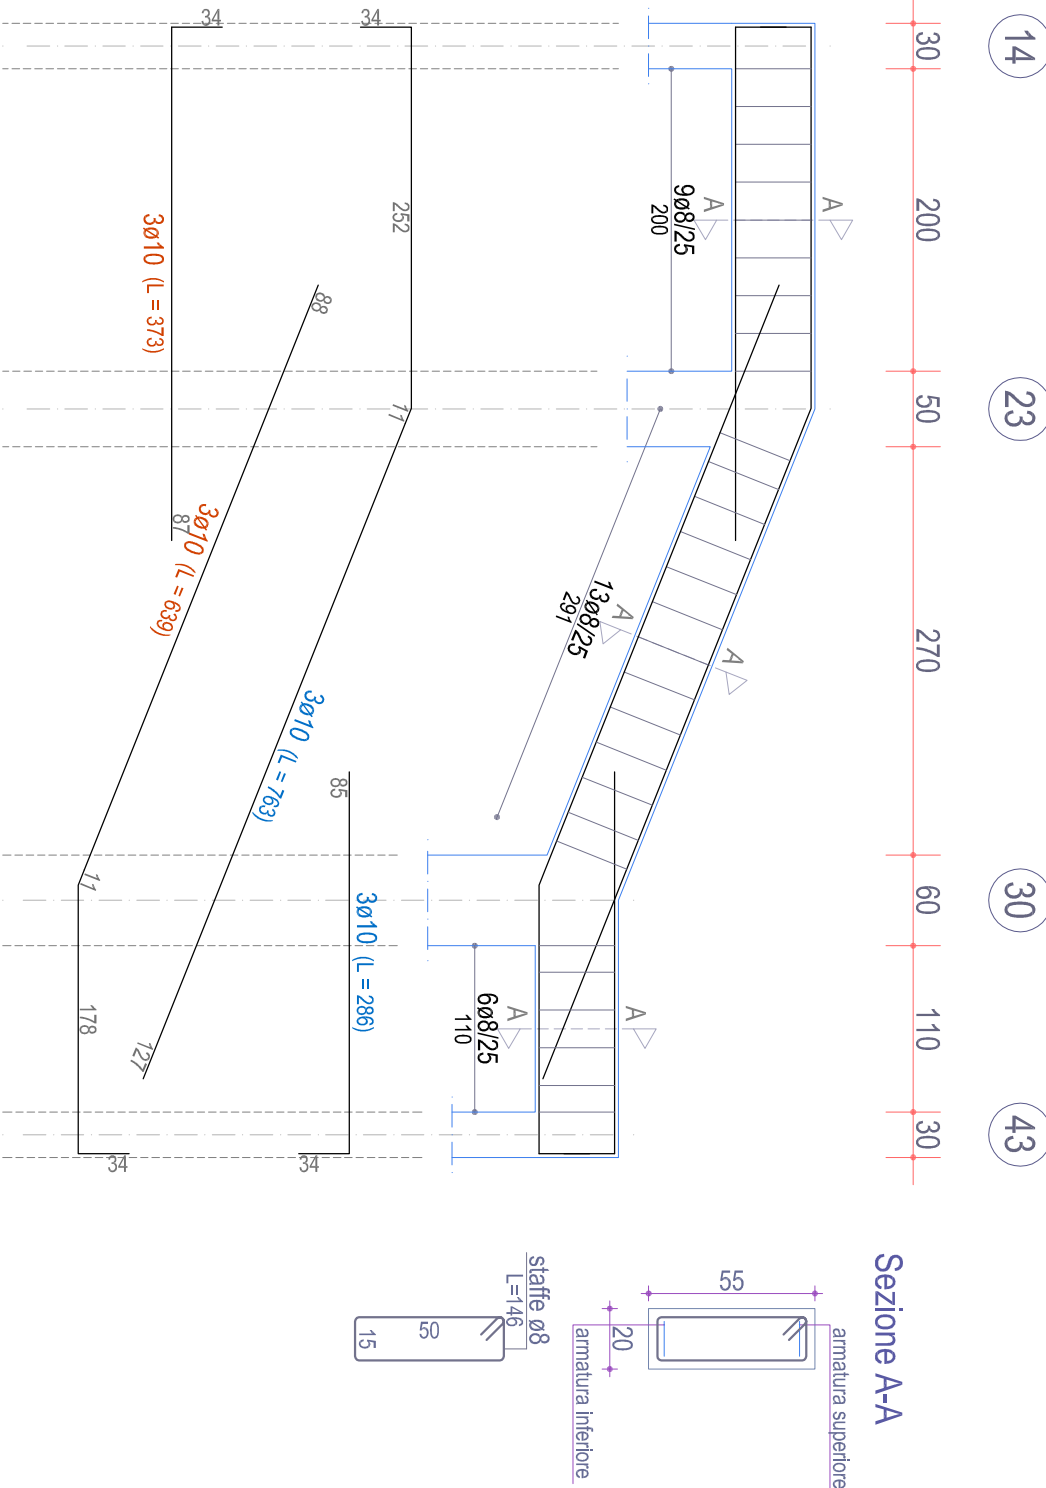 14
23
30
43
30
200
50
270
60
110
30
A
A
9ø8/25
200
A
A
13ø8/25
291
A
A
6ø8/25
110
34
252
11
3ø10 (L = 763)
127
85
3ø10 (L = 286)
34
88
3ø10 (L = 639)
11
178
34
34
3ø10 (L = 373)
87
Sezione A-A
armatura superiore
55
20
armatura inferiore
staffe ø8
L=146
50
15